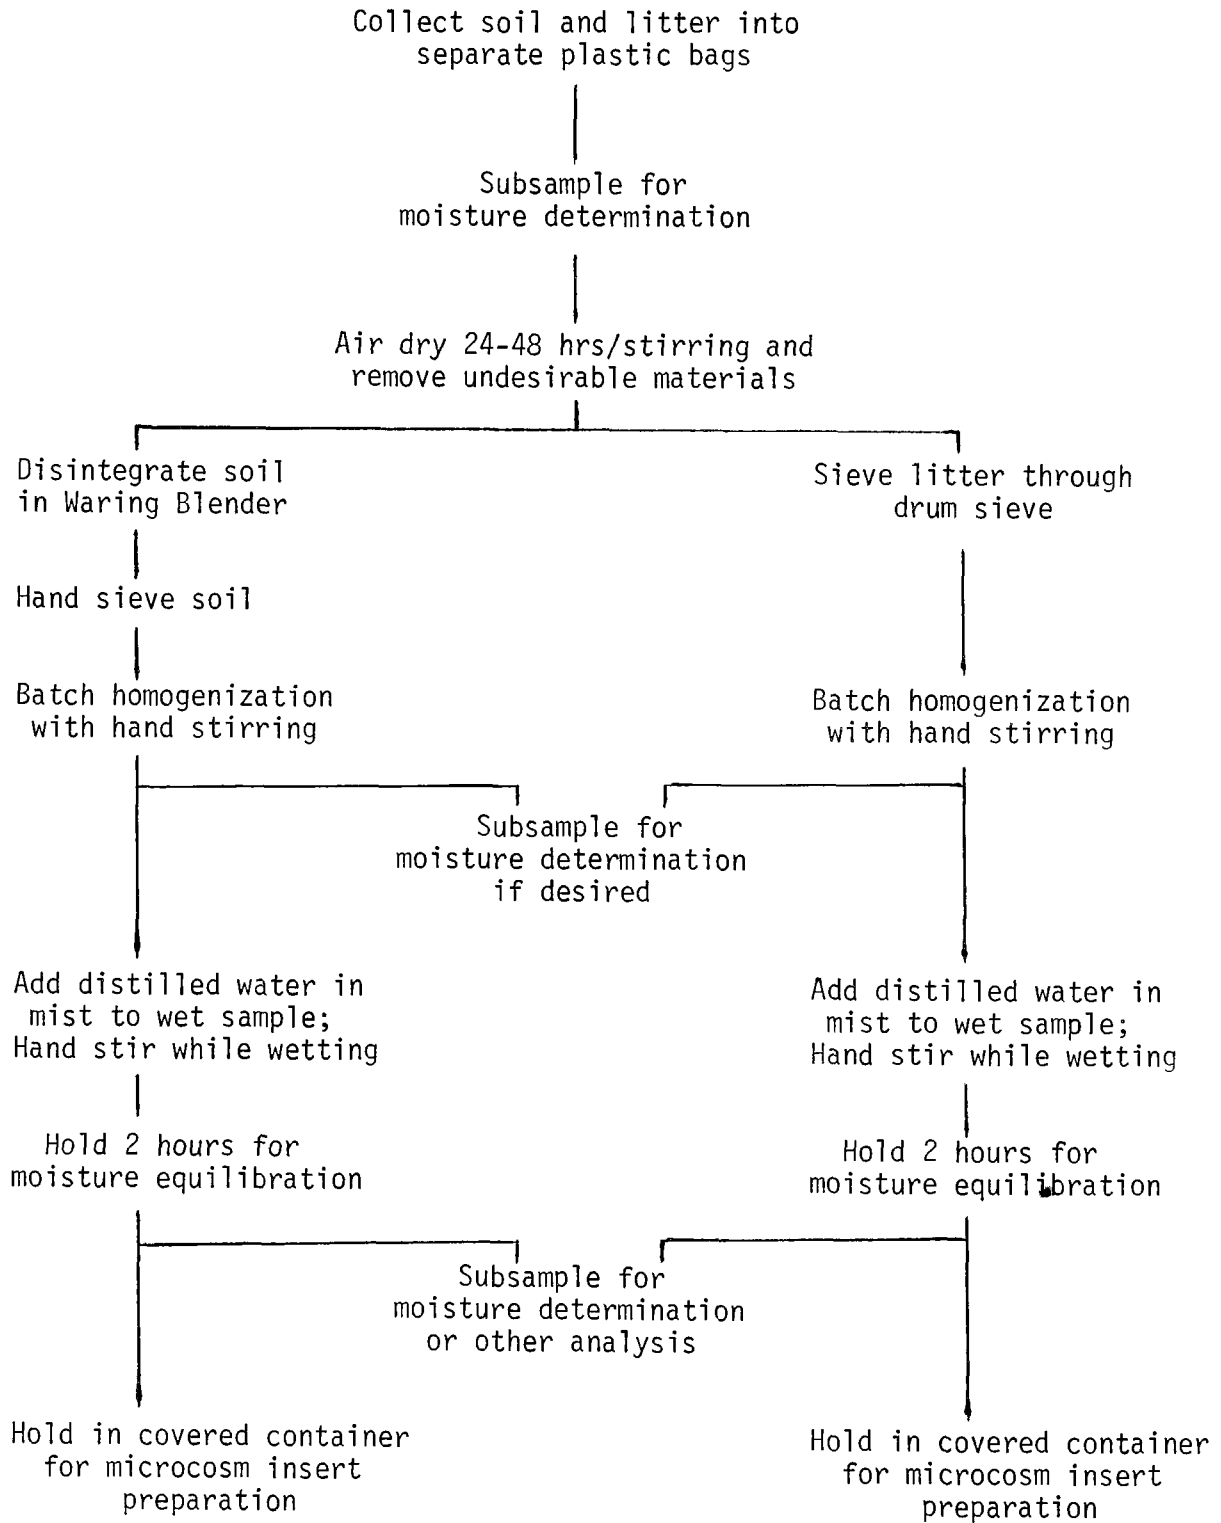 Collect soil and litter into
separate plastic bags
Subsample for
moisture determination
Air dry 24-48 hrs/stirring and
remove undesirable materials
Disintegrate soil
in Waring Blender
Hand sieve soil
Batch homogenization
with hand stirring
Sieve litter through
drum sieve
Batch homogenization
with hand stirring
Subsample for
moisture determination
if desired
Add distilled water in
mist to wet sample;
Hand stir while wetting
Hold 2 hours for
moisture equilibration
Add distilled water in
mist to wet sample;
Hand stir while wetting
Hold 2 hours for
moisture equilibration
Subsample for
moisture determination
or other analysis
Hold in covered container
for microcosm insert
preparation
Hold in covered container
for microcosm insert
preparation